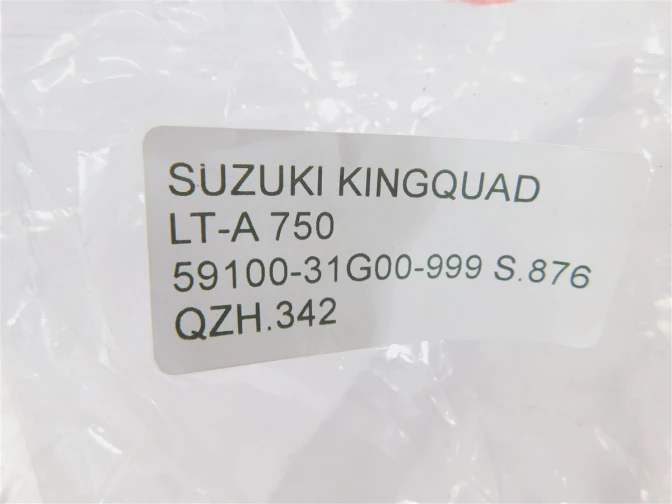 SUZUKI KINGQUAD
LT-A 750
59100-31G00-999 S.876
QZH.342